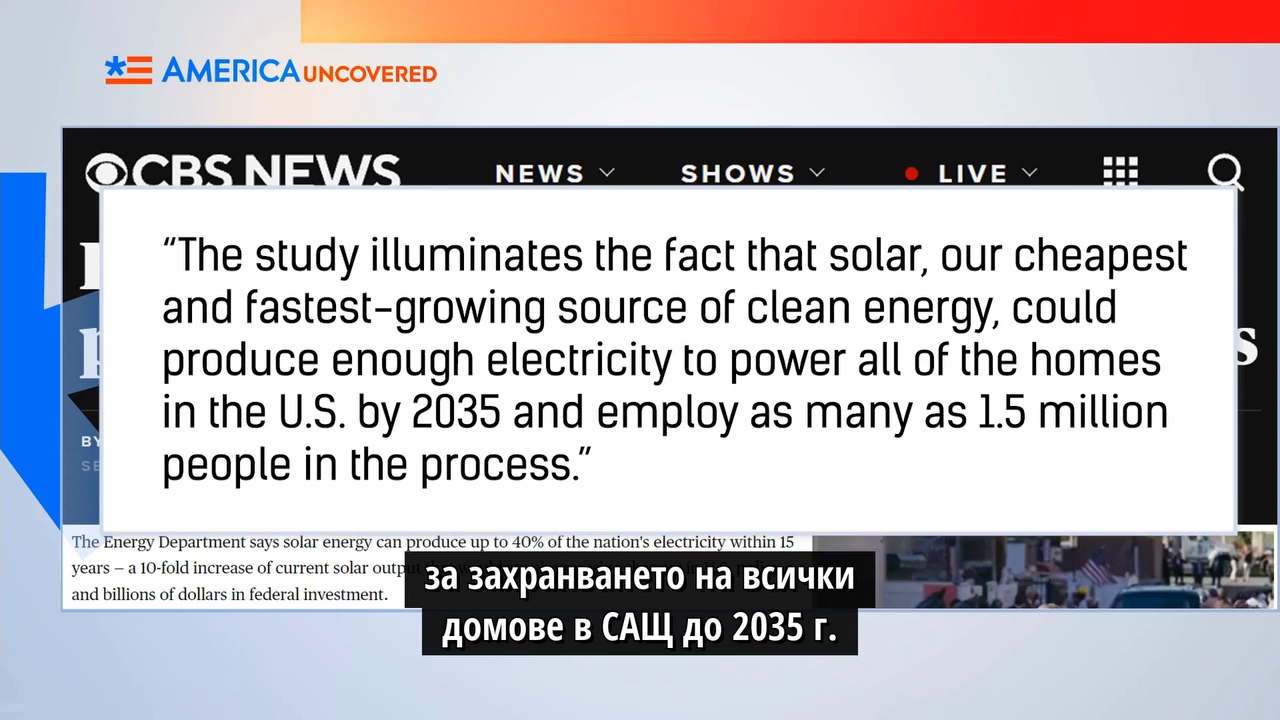 AMERICA UNCOVERED
CBS NEWS
NEWS
SHOWS
LIVE
“The study illuminates the fact that solar, our cheapest
and fastest-growing source of clean energy, could
produce enough electricity to power all of the homes
in the U.S. by 2035 and employ as many as 1.5 million
people in the process.”
BY
SE
The Energy Department says solar energy can produce up to 40% of the nation's electricity within 15
years – a 10-fold increase of current solar output
and billions of dollars in federal investment.
за захранването на всички
домове в САЩ до 2035 г.